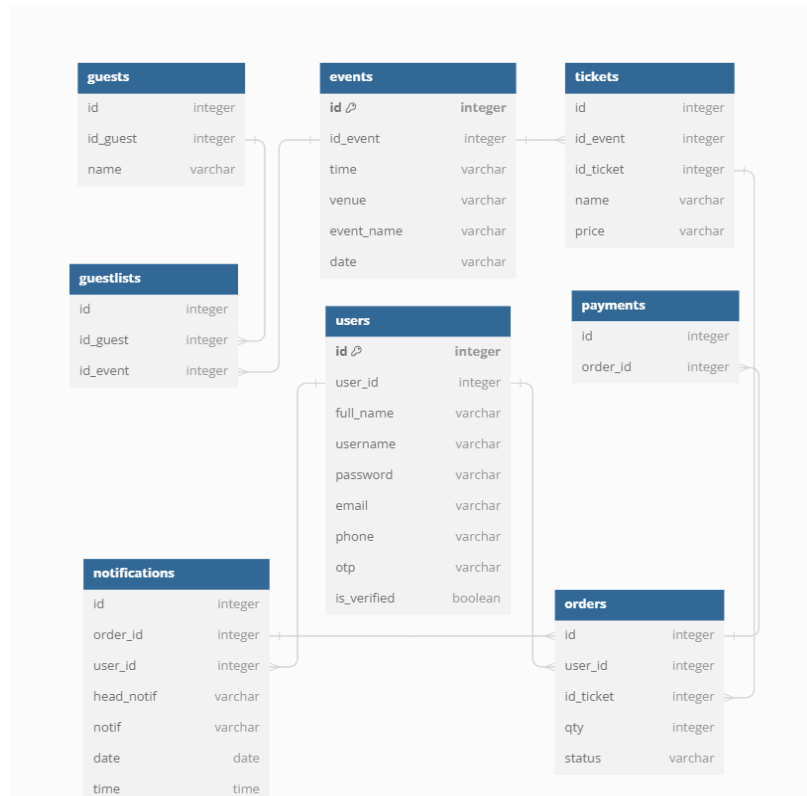 guests
id integer
id_guest integer
name varchar
events
id integer
id_event integer
time varchar
venue varchar
event_name varchar
date varchar
tickets
id integer
id_event integer
id_ticket integer
name varchar
price varchar
guestlists
id integer
id_guest integer
id_event integer
users
id integer
user_id integer
full_name varchar
username varchar
password varchar
email varchar
phone varchar
otp varchar
is_verified boolean
payments
id integer
order_id integer
notifications
id integer
order_id integer
user_id integer
head_notif varchar
notif varchar
date date
time time
orders
id integer
user_id integer
id_ticket integer
qty integer
status varchar